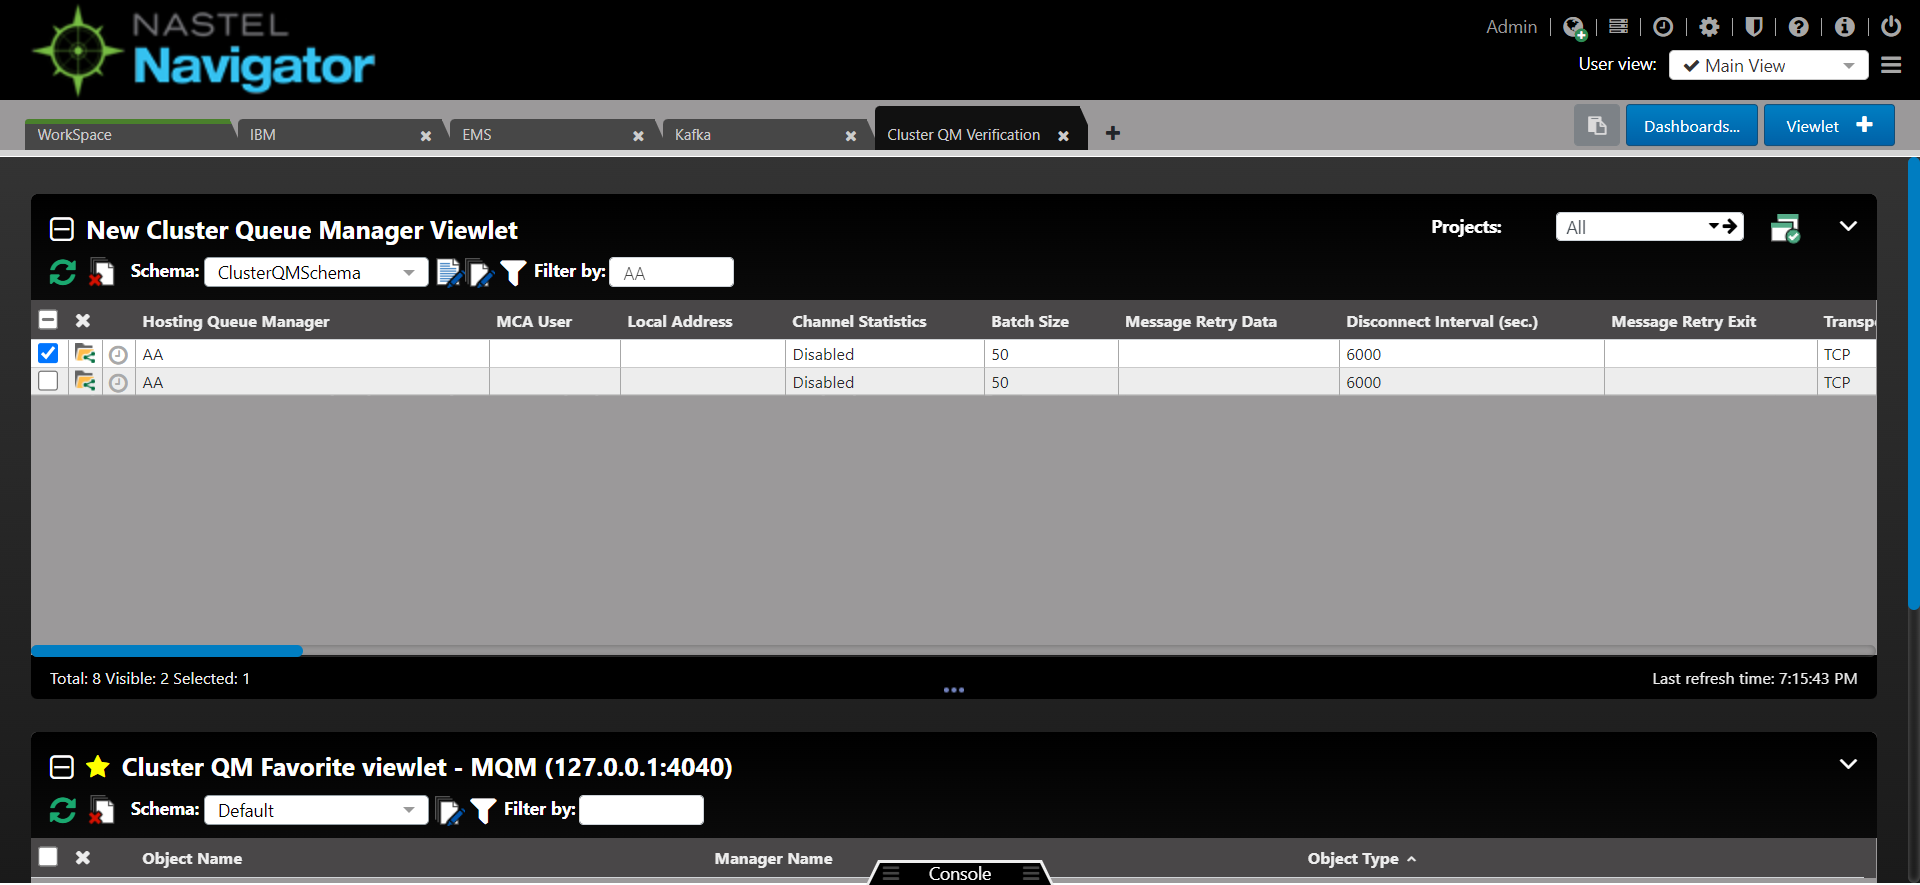 NASTEL
Navigator
Admin
User view: Main View
WorkSpace IBM EMS Kafka Cluster QM Verification
Dashboards... Viewlet
New Cluster Queue Manager Viewlet
Projects: All
Schema: ClusterQMSchema Filter by: AA
Hosting Queue Manager MCA User Local Address Channel Statistics Batch Size Message Retry Data Disconnect Interval (sec.) Message Retry Exit Transp
AA Disabled 50 6000 TCP
AA Disabled 50 6000 TCP
Total: 8 Visible: 2 Selected: 1
Last refresh time: 7:15:43 PM
Cluster QM Favorite viewlet - MQM (127.0.0.1:4040)
Schema: Default Filter by:
Object Name Manager Name Object Type
Console